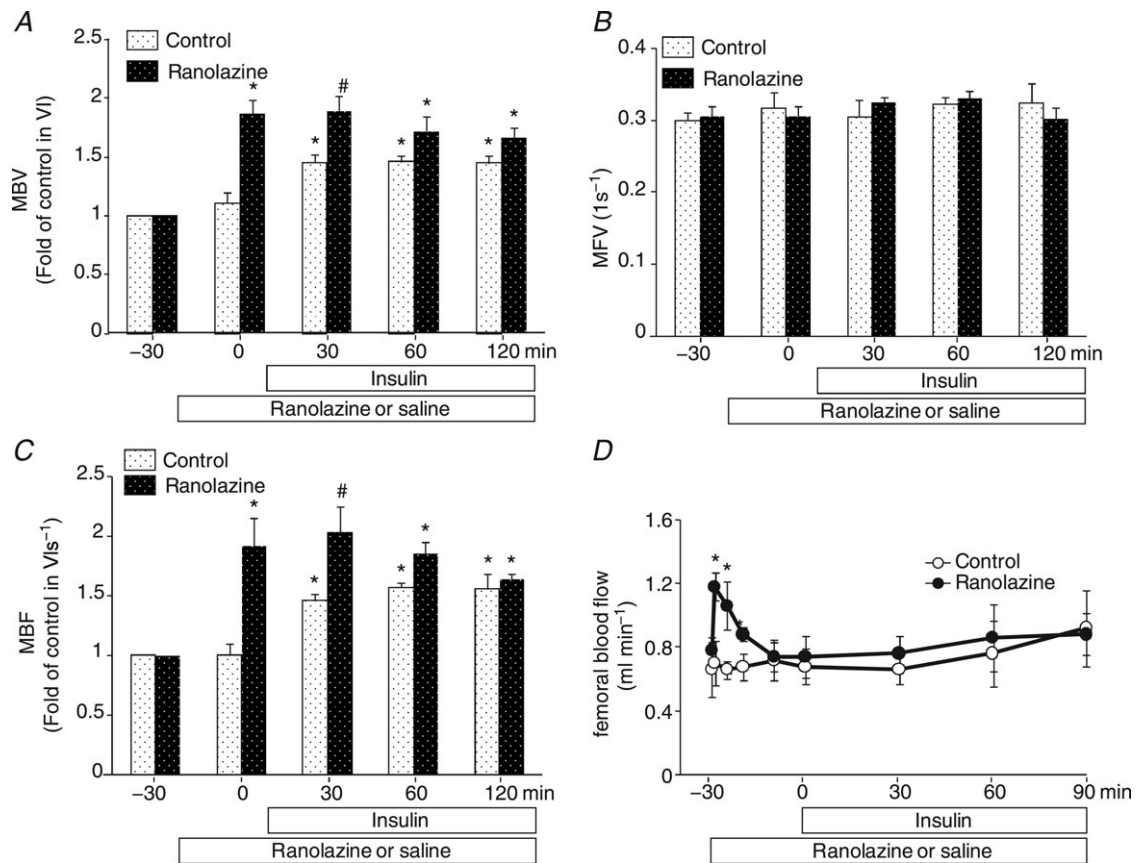 A
MBV
(Fold of control in VI)
2.5
2
1.5
1
0.5
0
Control
Ranolazine
*
#
*
*
*
*
*
−30
0
30
60
120 min
Insulin
Ranolazine or saline
B
MFV (1s⁻¹)
0.4
0.3
0.2
0.1
0
Control
Ranolazine
−30
0
30
60
120 min
Insulin
Ranolazine or saline
C
MBF
(Fold of control in VIs⁻¹)
2.5
2
1.5
1
0.5
0
Control
Ranolazine
*
#
*
*
*
*
*
−30
0
30
60
120 min
Insulin
Ranolazine or saline
D
femoral blood flow
(ml min⁻¹)
1.6
1.2
0.8
0.4
0
Control
Ranolazine
*
*
*
−30
0
30
60
90 min
Insulin
Ranolazine or saline